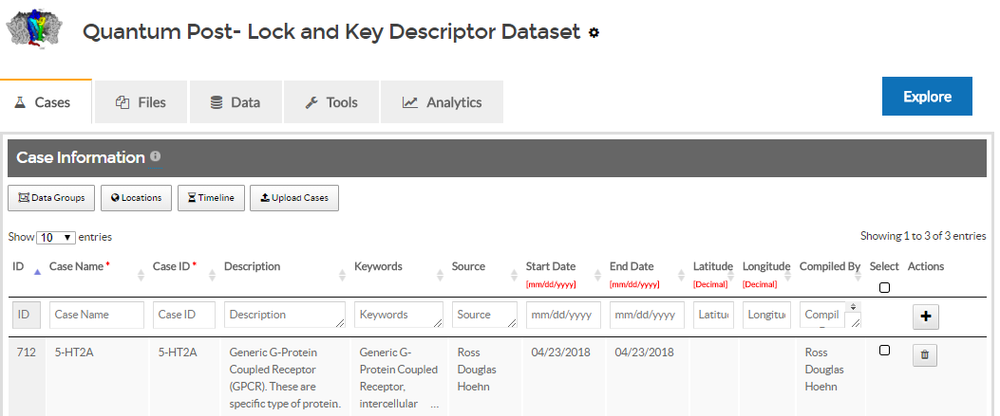 Quantum Post- Lock and Key Descriptor Dataset
Cases Files Data Tools Analytics Explore
Case Information
Data Groups Locations Timeline Upload Cases
Show 10 entries Showing 1 to 3 of 3 entries
ID Case Name * Case ID * Description Keywords Source Start Date End Date Latitude Longitude Compiled By Select Actions
[mm/dd/yyyy] [mm/dd/yyyy] [Decimal] [Decimal]
ID Case Name Case ID Description Keywords Source mm/dd/yyyy mm/dd/yyyy Latitu Longitu Compil
712 5-HT2A 5-HT2A Generic G-Protein Generic G- Ross 04/23/2018 04/23/2018 Ross
Coupled Receptor Protein Coupled Douglas Douglas
(GPCR). These are Receptor, Hoehn Hoehn
specific type of protein. intercellular ...